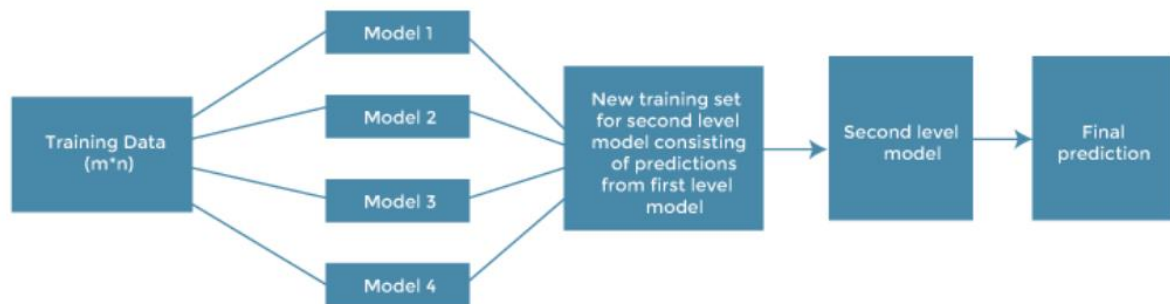 Training Data
(m*n)
Model 1
Model 2
Model 3
Model 4
New training set
for second level
model consisting
of predictions
from first level
model
Second level
model
Final
prediction